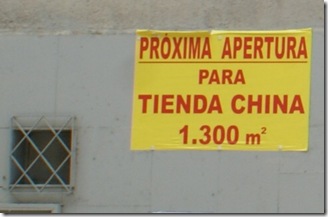 PRÓXIMA APERTURA
PARA
TIENDA CHINA
1.300 m²